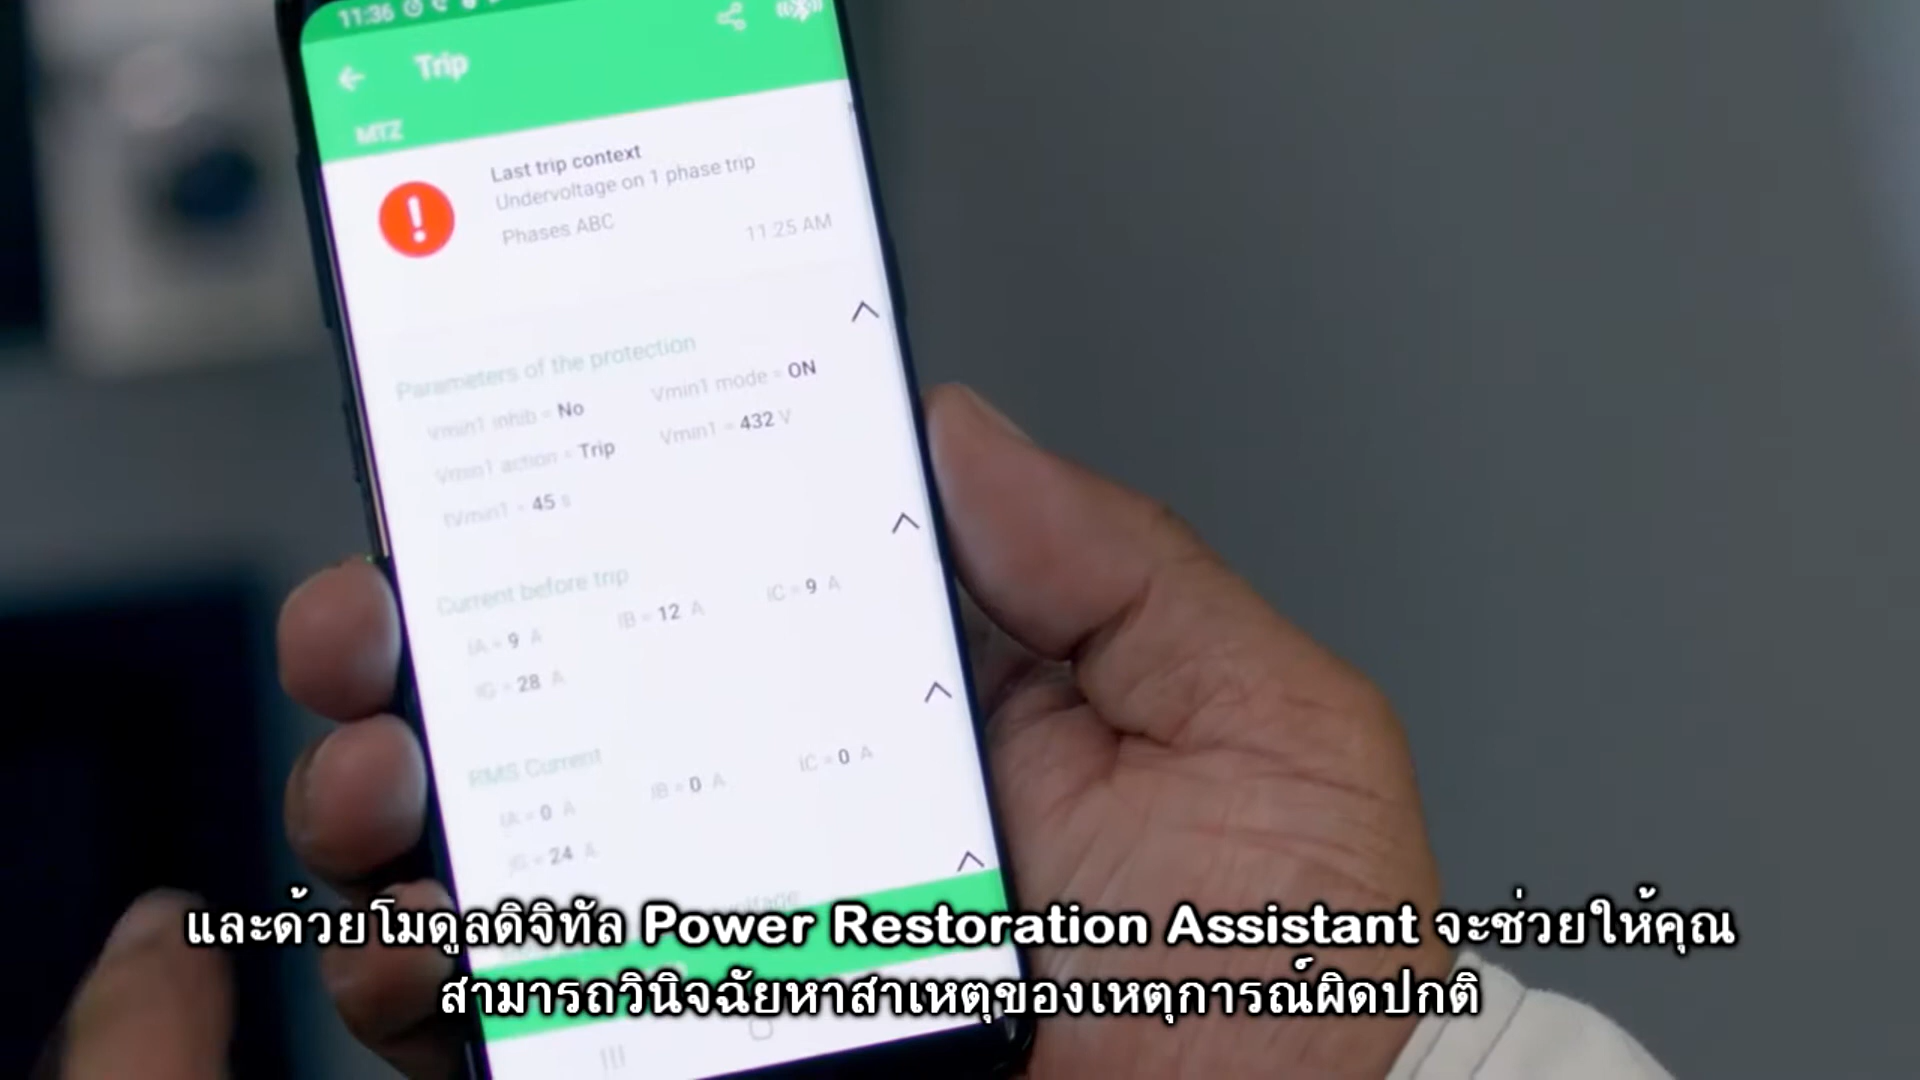 11:36
Trip
MTZ
Last trip context
Undervoltage on 1 phase trip
Phases ABC
11:25 AM
Parameters of the protection
Vmin1 inhib = No
Vmin1 mode = ON
Vmin1 action = Trip
Vmin1 = 432 V
tVmin1 = 45 s
Current before trip
IA = 9 A
IB = 12 A
IC = 9 A
IG = 28 A
RMS Current
IA = 0 A
IB = 0 A
IC = 0 A
IG = 24 A
และด้วยโมดูลดิจิทัล Power Restoration Assistant จะช่วยให้คุณ
สามารถวินิจฉัยหาสาเหตุของเหตุการณ์ผิดปกติ